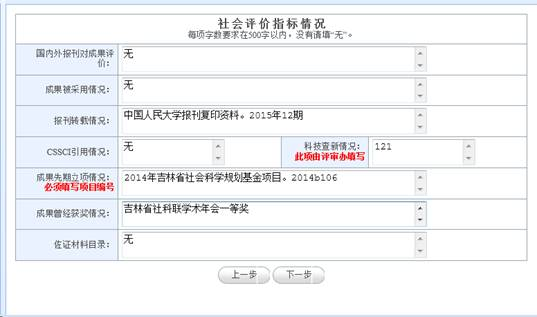 社会评价指标情况
每项字数要求在500字以内，没有请填“无”。
国内外报刊对成果评价：
无
成果被采用情况：
无
报刊转载情况：
中国人民大学报刊复印资料。2015年12期
CSSCI引用情况：
无
科技查新情况：
此项由评审办填写
121
成果先期立项情况：
必须填写项目编号
2014年吉林省社会科学规划基金项目。2014b106
成果曾经获奖情况：
吉林省社科联学术年会一等奖
佐证材料目录：
无
上一步
下一步